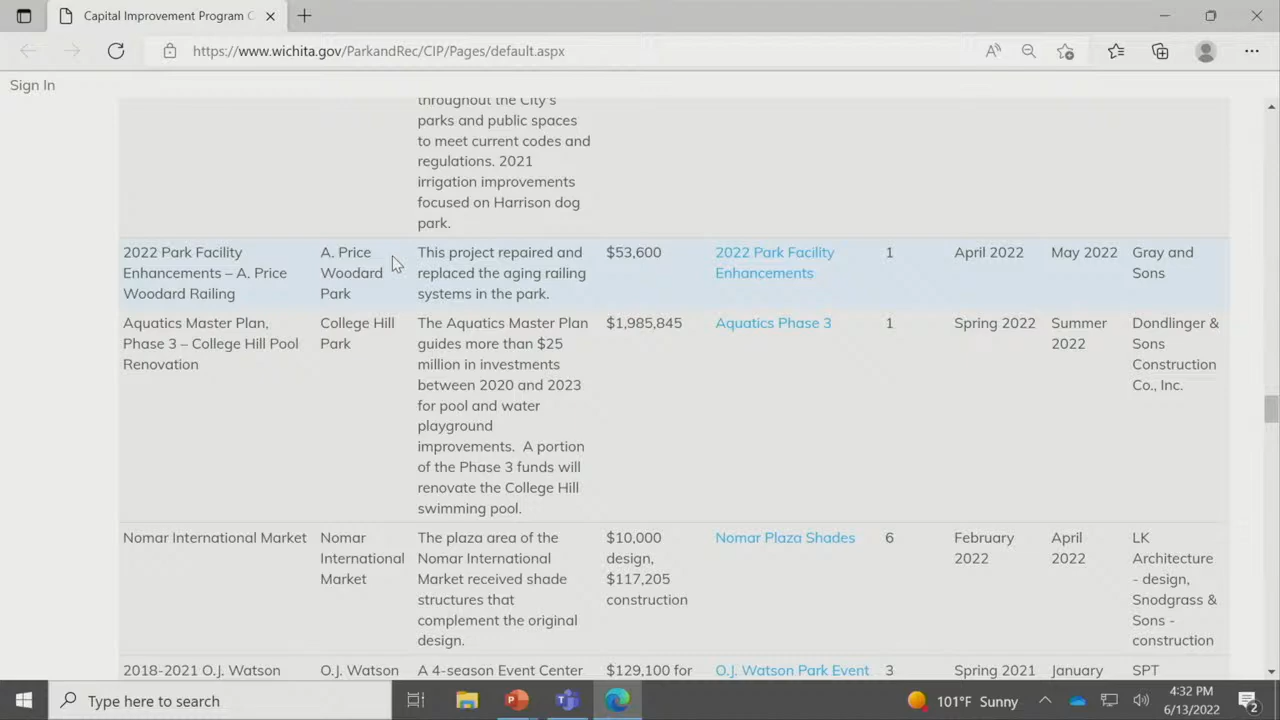 Capital Improvement Program C
https://www.wichita.gov/ParkandRec/CIP/Pages/default.aspx
Sign In
throughout the City's
parks and public spaces
to meet current codes and
regulations. 2021
irrigation improvements
focused on Harrison dog
park.
2022 Park Facility
Enhancements – A. Price
Woodard Railing
A. Price
Woodard
Park
This project repaired and
replaced the aging railing
systems in the park.
$53,600
2022 Park Facility
Enhancements
1
April 2022
May 2022
Gray and
Sons
Aquatics Master Plan,
Phase 3 – College Hill Pool
Renovation
College Hill
Park
The Aquatics Master Plan
guides more than $25
million in investments
between 2020 and 2023
for pool and water
playground
improvements.  A portion
of the Phase 3 funds will
renovate the College Hill
swimming pool.
$1,985,845
Aquatics Phase 3
1
Spring 2022
Summer
2022
Dondlinger &
Sons
Construction
Co., Inc.
Nomar International Market
Nomar
International
Market
The plaza area of the
Nomar International
Market received shade
structures that
complement the original
design.
$10,000
design,
$117,205
construction
Nomar Plaza Shades
6
February
2022
April
2022
LK
Architecture
- design,
Snodgrass &
Sons -
construction
2018-2021 O.J. Watson
O.J. Watson
A 4-season Event Center
$129,100 for
O.J. Watson Park Event
3
Spring 2021
January
SPT
Type here to search
101°F Sunny
4:32 PM
6/13/2022
2